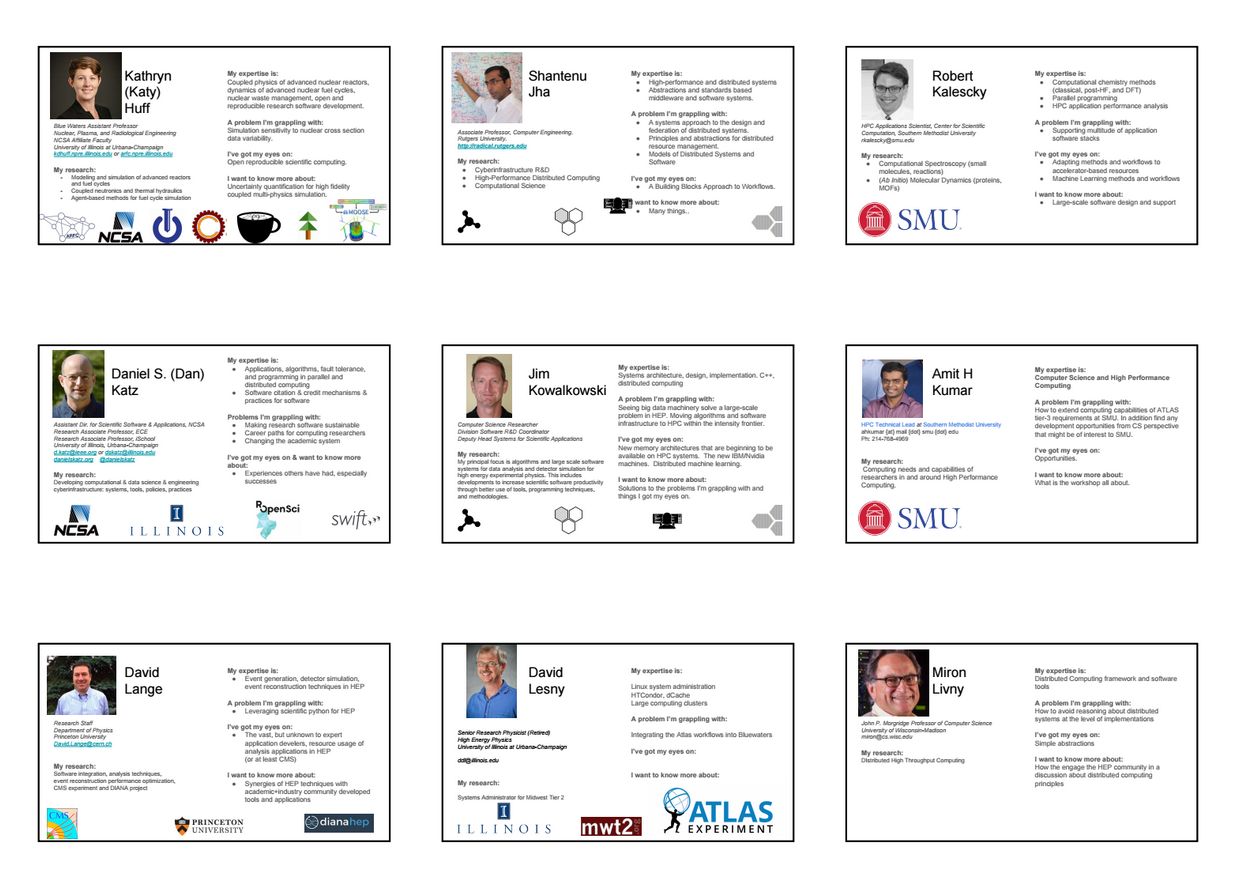 Kathryn
(Katy)
Huff
Blue Waters Assistant Professor
Nuclear, Plasma, and Radiological Engineering
NCSA Affiliate Faculty
University of Illinois at Urbana-Champaign
kdhuff.npre.illinois.edu or arfc.npre.illinois.edu
My research:
- Modeling and simulation of advanced reactors
and fuel cycles
- Coupled neutronics and thermal hydraulics
- Agent-based methods for fuel cycle simulation
My expertise is:
Coupled physics of advanced nuclear reactors,
dynamics of advanced nuclear fuel cycles,
nuclear waste management, open and
reproducible research software development.
A problem I'm grappling with:
Simulation sensitivity to nuclear cross section
data variability.
I've got my eyes on:
Open reproducible scientific computing.
I want to know more about:
Uncertainty quantification for high fidelity
coupled multi-physics simulation.
NCSA
MOOSE
Shantenu
Jha
Associate Professor, Computer Engineering.
Rutgers University.
http://radical.rutgers.edu
My research:
● Cyberinfrastructure R&D
● High-Performance Distributed Computing
● Computational Science
My expertise is:
● High-performance and distributed systems
● Abstractions and standards based
middleware and software systems.
A problem I'm grappling with:
● A systems approach to the design and
federation of distributed systems.
● Principles and abstractions for distributed
resource management.
● Models of Distributed Systems and
Software
I've got my eyes on:
● A Building Blocks Approach to Workflows.
want to know more about:
● Many things..
Robert
Kalescky
HPC Applications Scientist, Center for Scientific
Computation, Southern Methodist University
rkalescky@smu.edu
My research:
● Computational Spectroscopy (small
molecules, reactions)
● (Ab Initio) Molecular Dynamics (proteins,
MOFs)
SMU.
My expertise is:
● Computational chemistry methods
(classical, post-HF, and DFT)
● Parallel programming
● HPC application performance analysis
A problem I'm grappling with:
● Supporting multitude of application
software stacks
I've got my eyes on:
● Adapting methods and workflows to
accelerator-based resources
● Machine Learning methods and workflows
I want to know more about:
● Large-scale software design and support
Daniel S. (Dan)
Katz
Assistant Dir. for Scientific Software & Applications, NCSA
Research Associate Professor, ECE
Research Associate Professor, iSchool
University of Illinois, Urbana-Champaign
d.katz@ieee.org or dskatz@illinois.edu
danielskatz.org @danielskatz
My research:
Developing computational & data science & engineering
cyberinfrastructure: systems, tools, policies, practices
My expertise is:
● Applications, algorithms, fault tolerance,
and programming in parallel and
distributed computing
● Software citation & credit mechanisms &
practices for software
Problems I'm grappling with:
● Making research software sustainable
● Career paths for computing researchers
● Changing the academic system
I've got my eyes on & want to know more
about:
● Experiences others have had, especially
successes
NCSA
ILLINOIS
ROpenSci
swift
Jim
Kowalkowski
Computer Science Researcher
Division Software R&D Coordinator
Deputy Head Systems for Scientific Applications
My research:
My principal focus is algorithms and large scale software
systems for data analysis and detector simulation for
high energy experimental physics. This includes
developments to increase scientific software productivity
through better use of tools, programming techniques,
and methodologies.
My expertise is:
Systems architecture, design, implementation. C++,
distributed computing
A problem I'm grappling with:
Seeing big data machinery solve a large-scale
problem in HEP. Moving algorithms and software
infrastructure to HPC within the intensity frontier.
I've got my eyes on:
New memory architectures that are beginning to be
available on HPC systems. The new IBM/Nvidia
machines. Distributed machine learning.
I want to know more about:
Solutions to the problems I'm grappling with and
things I got my eyes on.
Amit H
Kumar
HPC Technical Lead at Southern Methodist University
ahkumar (at) mail (dot) smu (dot) edu
Ph: 214-768-4969
My research:
Computing needs and capabilities of
researchers in and around High Performance
Computing.
SMU.
My expertise is:
Computer Science and High Performance
Computing
A problem I'm grappling with:
How to extend computing capabilities of ATLAS
tier-3 requirements at SMU. In addition find any
development opportunities from CS perspective
that might be of interest to SMU.
I've got my eyes on:
Opportunities.
I want to know more about:
What is the workshop all about.
David
Lange
Research Staff
Department of Physics
Princeton University
David.Lange@cern.ch
My research:
Software integration, analysis techniques,
event reconstruction performance optimization,
CMS experiment and DIANA project
My expertise is:
● Event generation, detector simulation,
event reconstruction techniques in HEP
A problem I'm grappling with:
● Leveraging scientific python for HEP
I've got my eyes on:
● The vast, but unknown to expert
application develers, resource usage of
analysis applications in HEP
(or at least CMS)
I want to know more about:
● Synergies of HEP techniques with
academic+industry community developed
tools and applications
CMS
PRINCETON
UNIVERSITY
dianahep
David
Lesny
Senior Research Physicist (Retired)
High Energy Physics
University of Illinois at Urbana-Champaign
ddl@illinois.edu
My research:
Systems Administrator for Midwest Tier 2
My expertise is:
Linux system administration
HTCondor, dCache
Large computing clusters
A problem I'm grappling with:
Integrating the Atlas workflows into Bluewaters
I've got my eyes on:
I want to know more about:
ILLINOIS
mwt2
ATLAS
EXPERIMENT
Miron
Livny
John P. Morgridge Professor of Computer Science
University of Wisconsin-Madison
miron@cs.wisc.edu
My research:
Distributed High Throughput Computing
My expertise is:
Distributed Computing framework and software
tools
A problem I'm grappling with:
How to avoid reasoning about distributed
systems at the level of implementations
I've got my eyes on:
Simple abstractions
I want to know more about:
How the engage the HEP community in a
discussion about distributed computing
principles